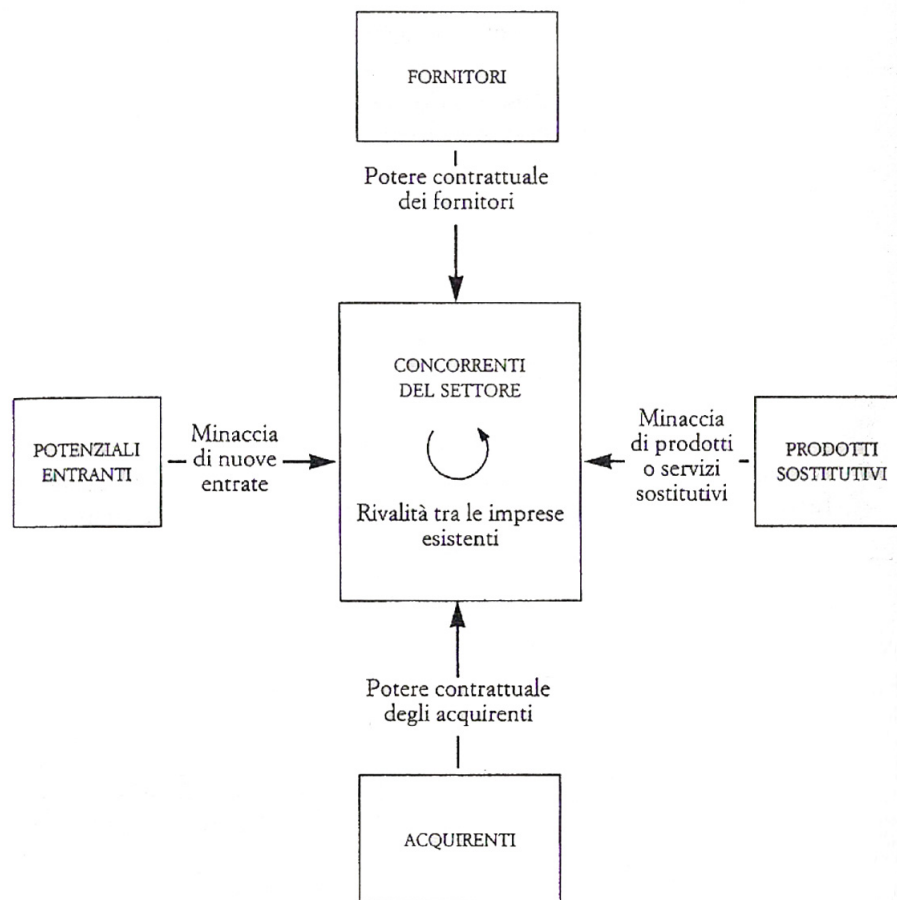 FORNITORI
Potere contrattuale
dei fornitori
CONCORRENTI
DEL SETTORE
Rivalità tra le imprese
esistenti
POTENZIALI
ENTRANTI
Minaccia
di nuove
entrate
Minaccia
di prodotti
o servizi
sostitutivi
PRODOTTI
SOSTITUTIVI
Potere contrattuale
degli acquirenti
ACQUIRENTI